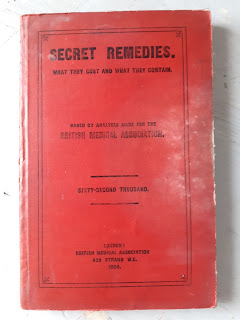 SECRET REMEDIES.
WHAT THEY COST AND WHAT THEY CONTAIN.
BASED ON ANALYSES MADE FOR THE
BRITISH MEDICAL ASSOCIATION.
SIXTY-SECOND THOUSAND.
LONDON:
BRITISH MEDICAL ASSOCIATION
429 STRAND W.C.
1909.